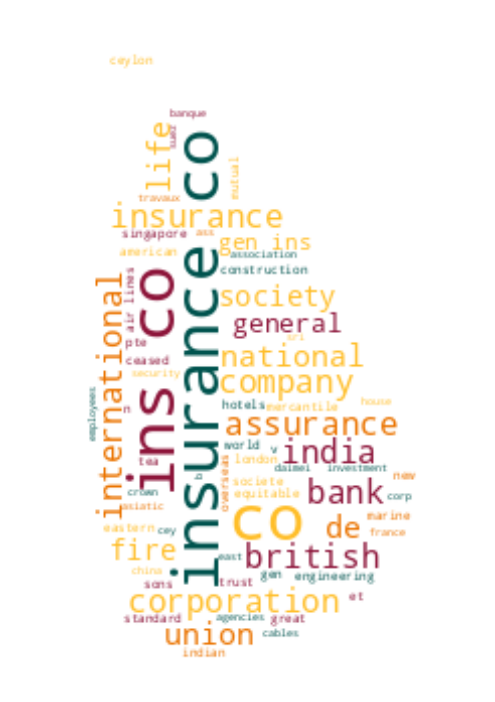 ceylon
banque
suez
life
insurance co
mutual
travaux
insurance
singapore
ass
gen ins
american
association
construction
air lines
ins co
international
society
general
pte
sri
ceased
national
security
company
employees
hotels
mercantile
house
n
assurance
world
v
india
tea
london
daimei
investment
b
overseas
societe
new
crown
equitable
bank
corp
asiatic
co
marine
eastern
cey
de
france
fire
east
british
china
gen
engineering
sons
trust
corporation
et
standard
agencies
great
union
cables
indian